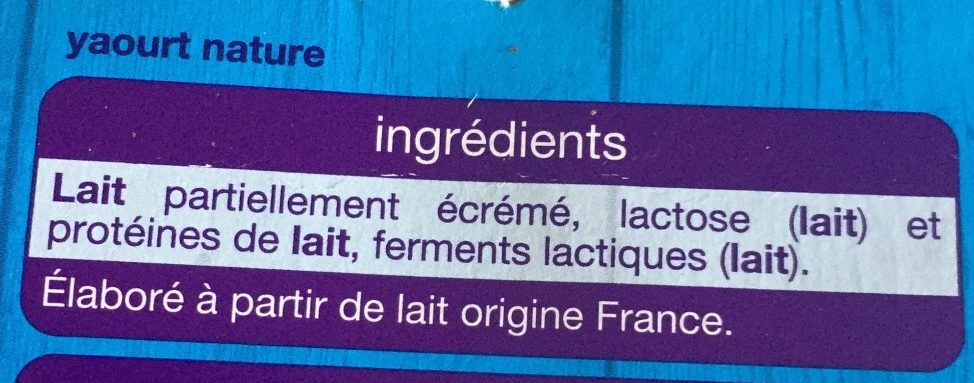 yaourt nature
ingrédients
Lait partiellement écrémé, lactose (lait) et
protéines de lait, ferments lactiques (lait).
Élaboré à partir de lait origine France.